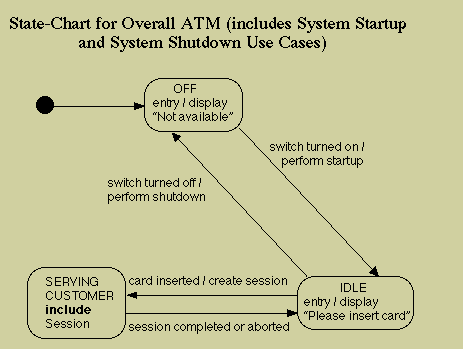 State-Chart for Overall ATM (includes System Startup
and System Shutdown Use Cases)
OFF
entry / display
"Not available"
switch turned on /
perform startup
switch turned off /
perform shutdown
SERVING
CUSTOMER
include
Session
card inserted / create session
session completed or aborted
IDLE
entry / display
"Please insert card"